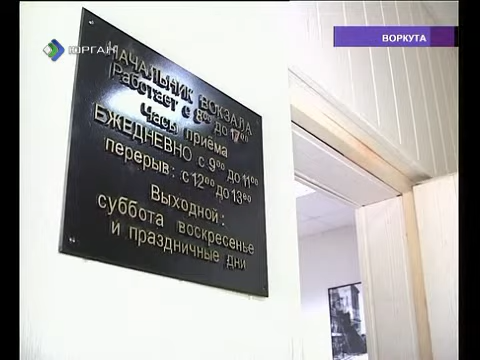 ЮРГАН
ВОРКУТА
НАЧАЛЬНИК ВОКЗАЛА
Работает с 8⁰⁰ до 17⁰⁰
Часы приёма
ЕЖЕДНЕВНО с 9⁰⁰ до 11⁰⁰
перерыв: с 12⁰⁰ до 13⁰⁰
Выходной:
суббота воскресенье
и праздничные дни